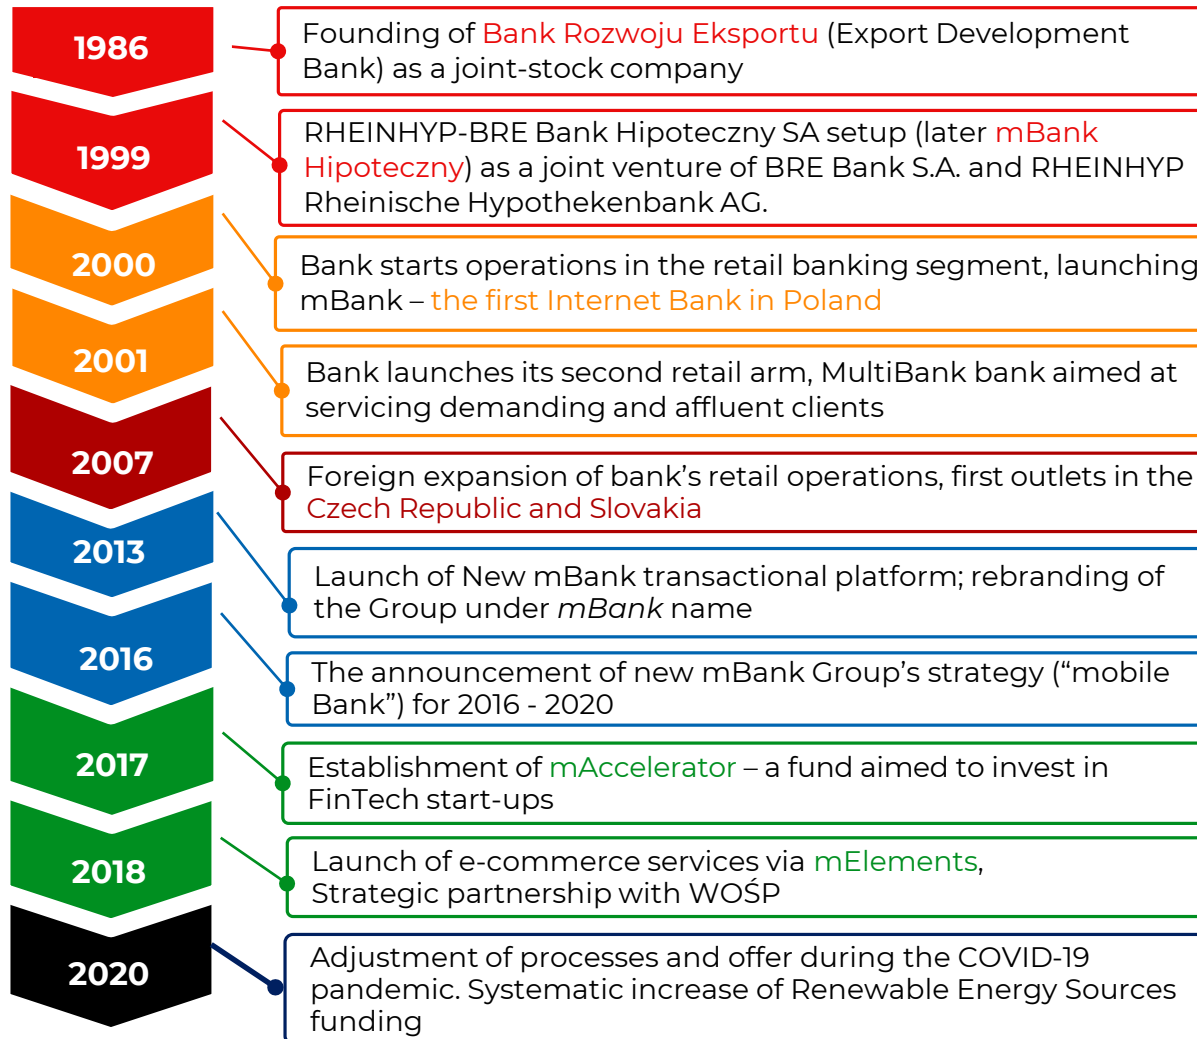 1986
Founding of Bank Rozwoju Eksportu (Export Development
Bank) as a joint-stock company
1999
RHEINHYP-BRE Bank Hipoteczny SA setup (later mBank
Hipoteczny) as a joint venture of BRE Bank S.A. and RHEINHYP
Rheinische Hypothekenbank AG.
2000
Bank starts operations in the retail banking segment, launching
mBank – the first Internet Bank in Poland
2001
Bank launches its second retail arm, MultiBank bank aimed at
servicing demanding and affluent clients
2007
Foreign expansion of bank’s retail operations, first outlets in the
Czech Republic and Slovakia
2013
Launch of New mBank transactional platform; rebranding of
the Group under mBank name
2016
The announcement of new mBank Group’s strategy (“mobile
Bank”) for 2016 - 2020
2017
Establishment of mAccelerator – a fund aimed to invest in
FinTech start-ups
2018
Launch of e-commerce services via mElements,
Strategic partnership with WOŚP
2020
Adjustment of processes and offer during the COVID-19
pandemic. Systematic increase of Renewable Energy Sources
funding